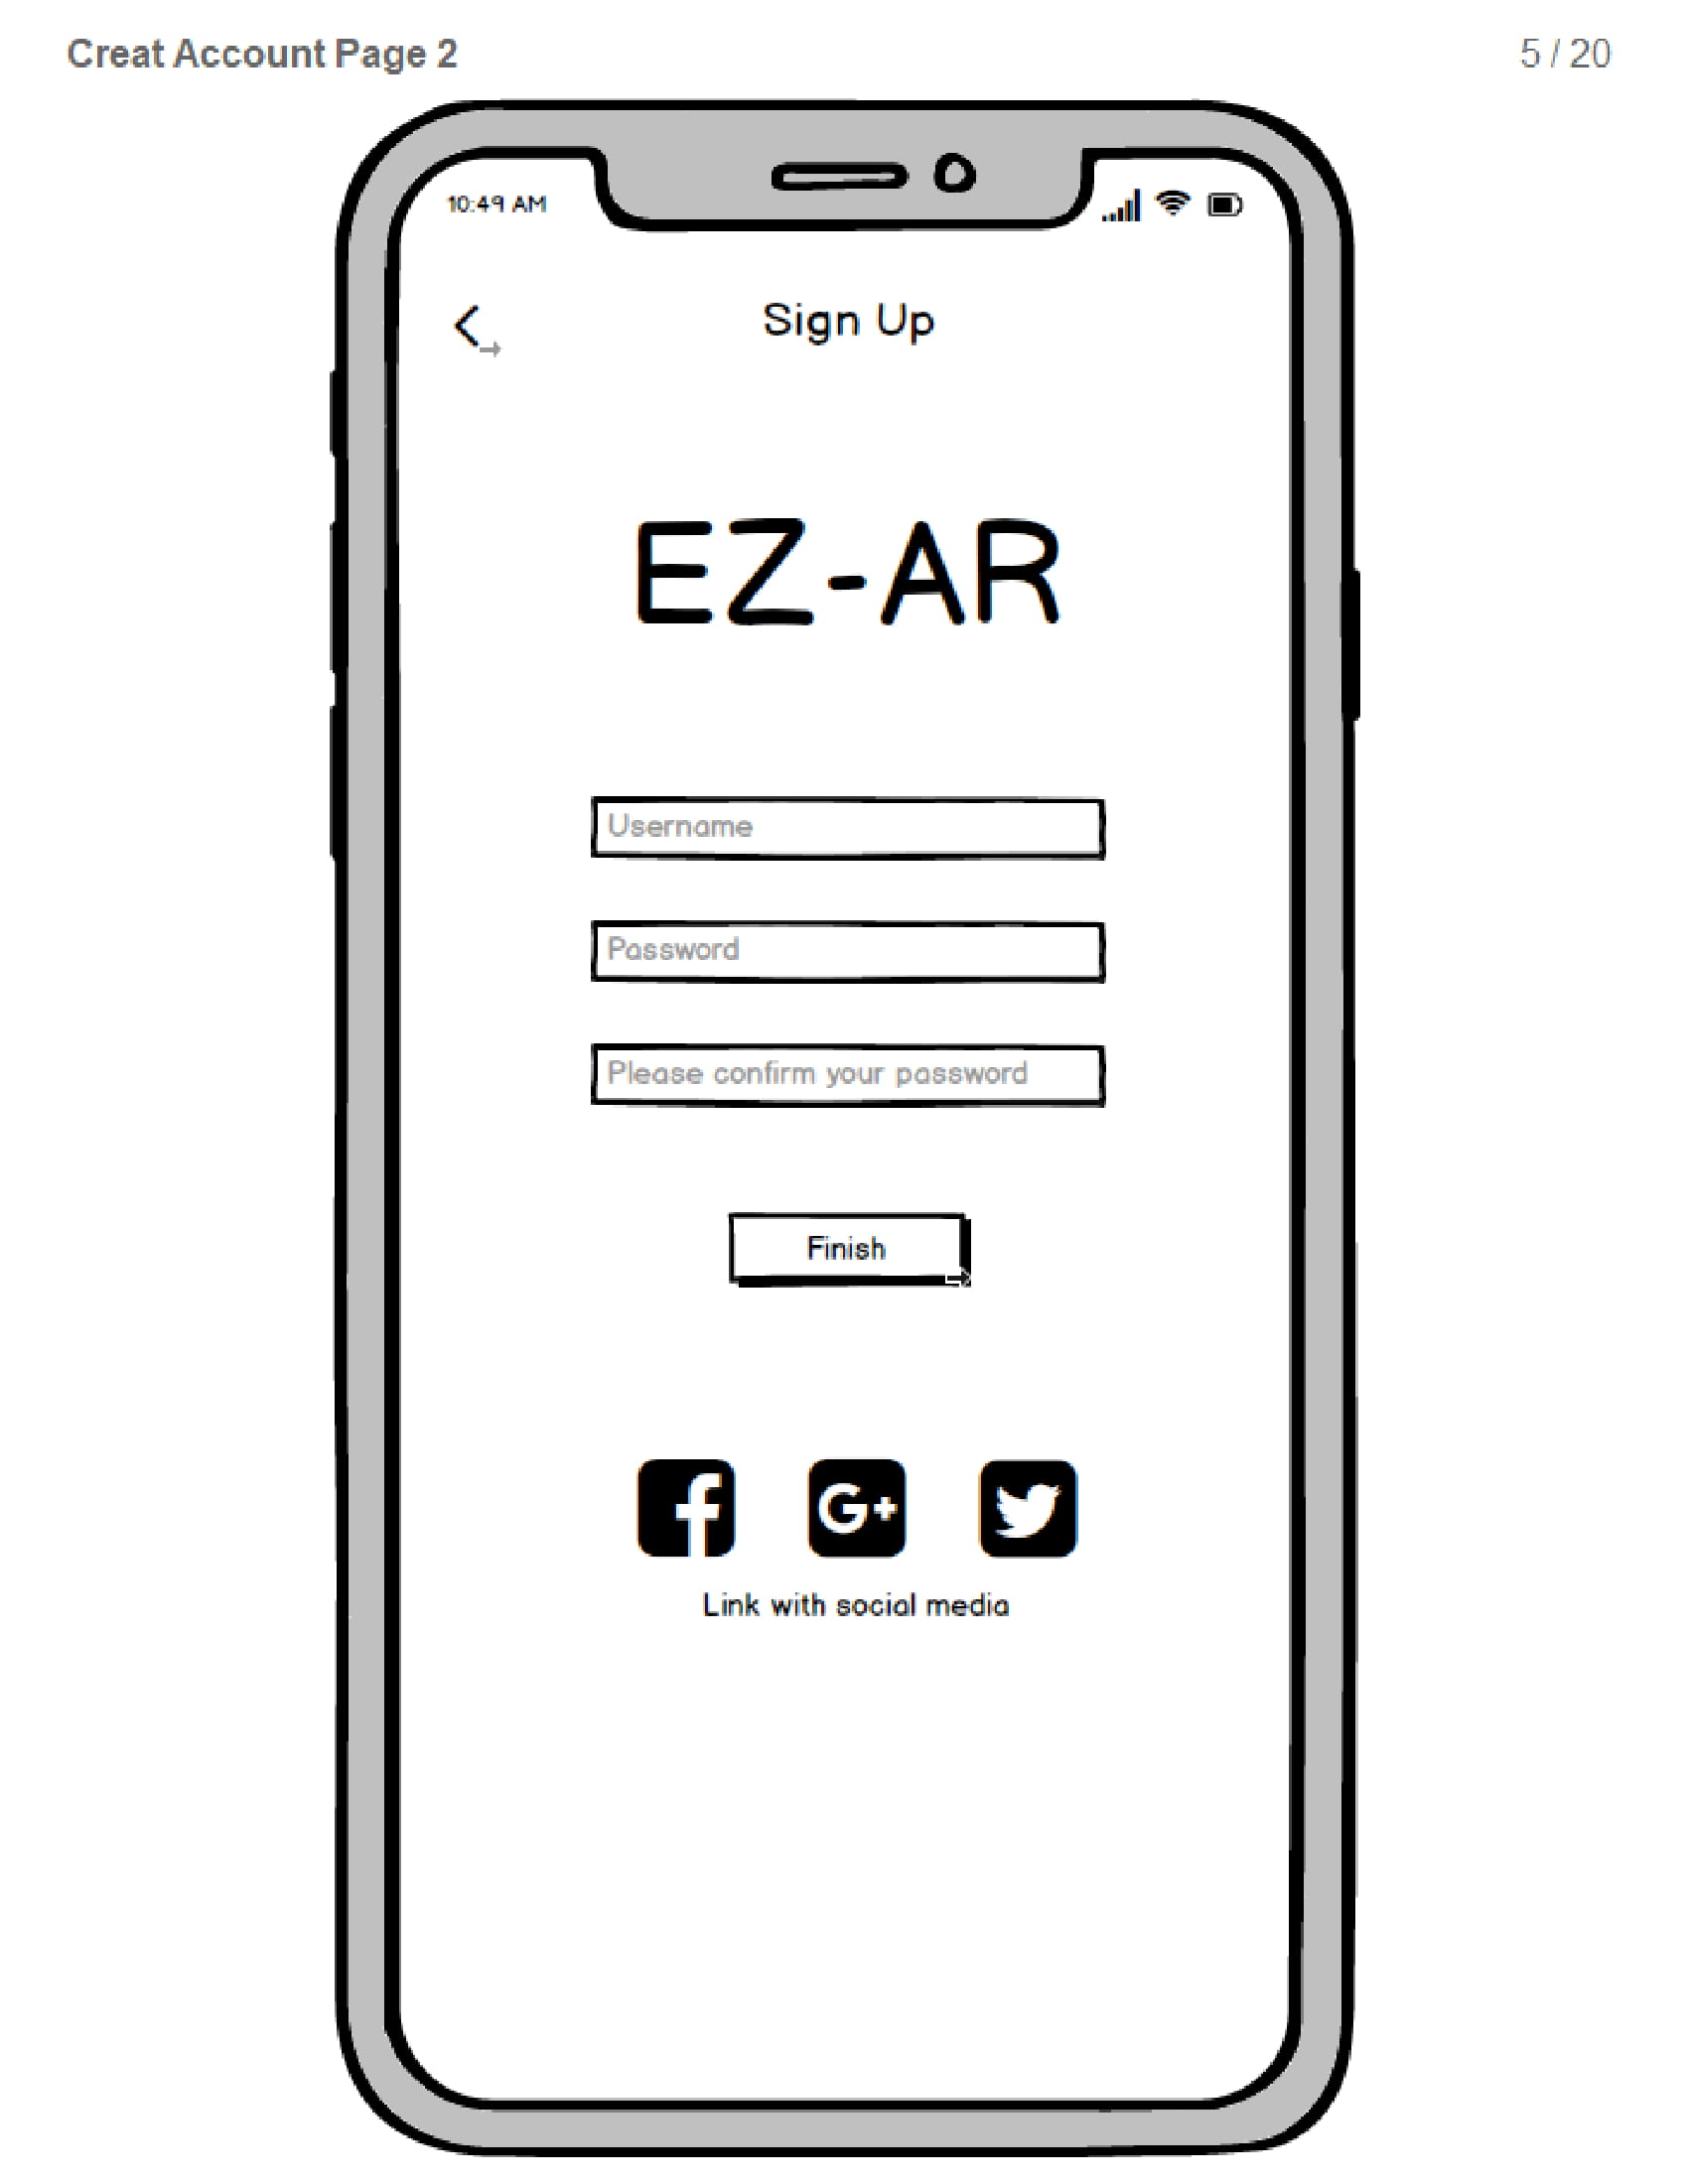 Creat Account Page 2
5 / 20
10:49 AM
Sign Up
EZ-AR
Username
Password
Please confirm your password
Finish
G+
Link with social media